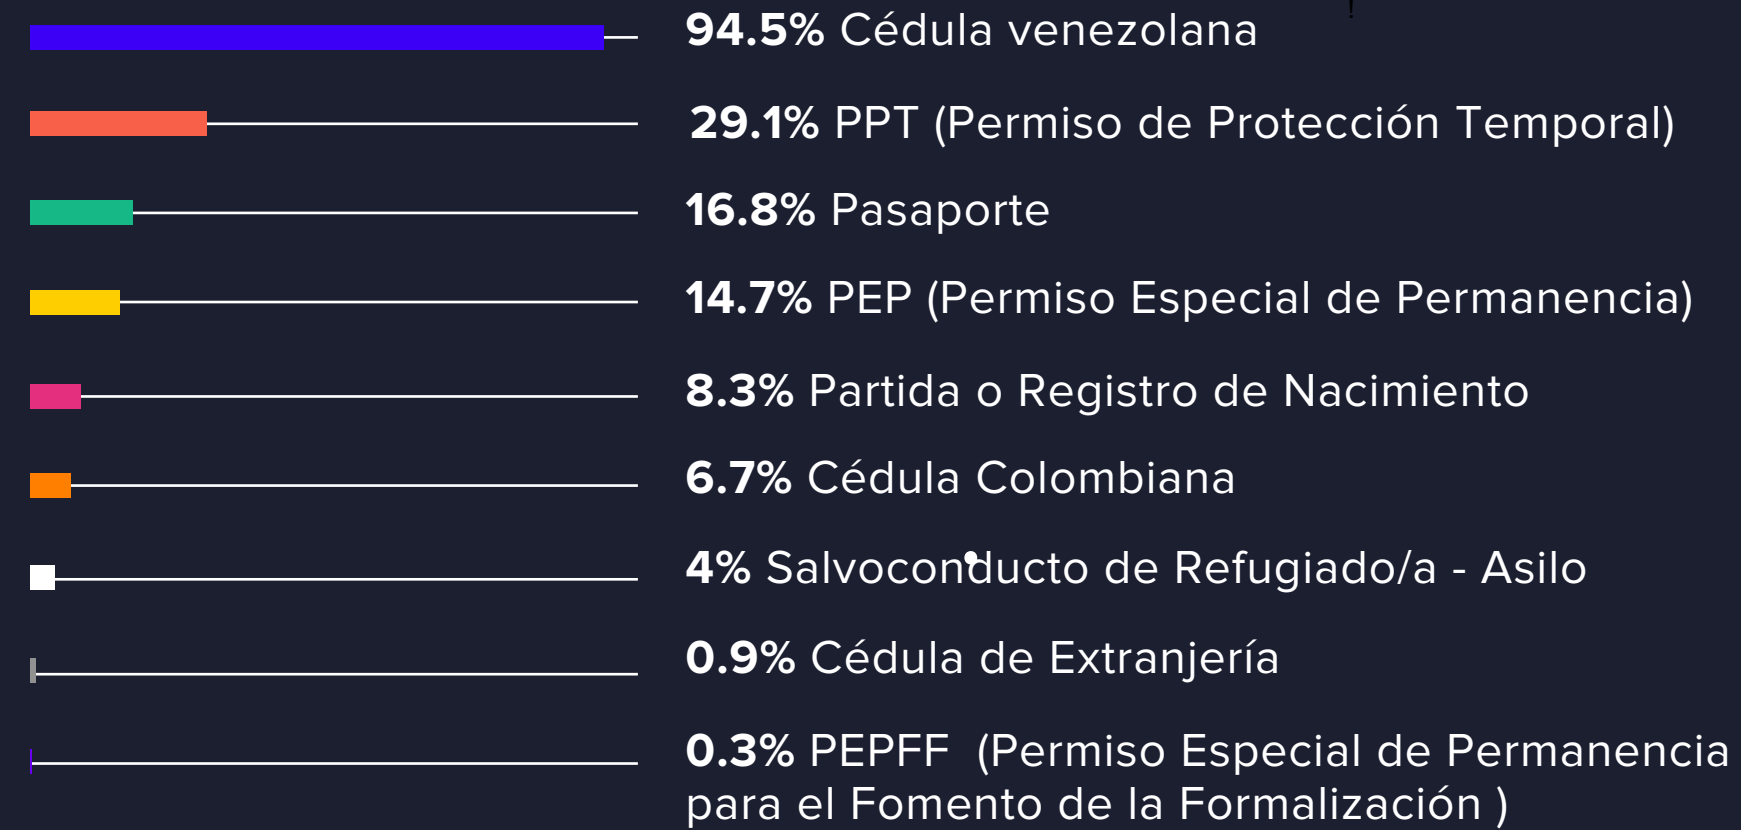 94.5% Cédula venezolana
29.1% PPT (Permiso de Protección Temporal)
16.8% Pasaporte
14.7% PEP (Permiso Especial de Permanencia)
8.3% Partida o Registro de Nacimiento
6.7% Cédula Colombiana
4% Salvoconducto de Refugiado/a - Asilo
0.9% Cédula de Extranjería
0.3% PEPFF  (Permiso Especial de Permanencia
para el Fomento de la Formalización )